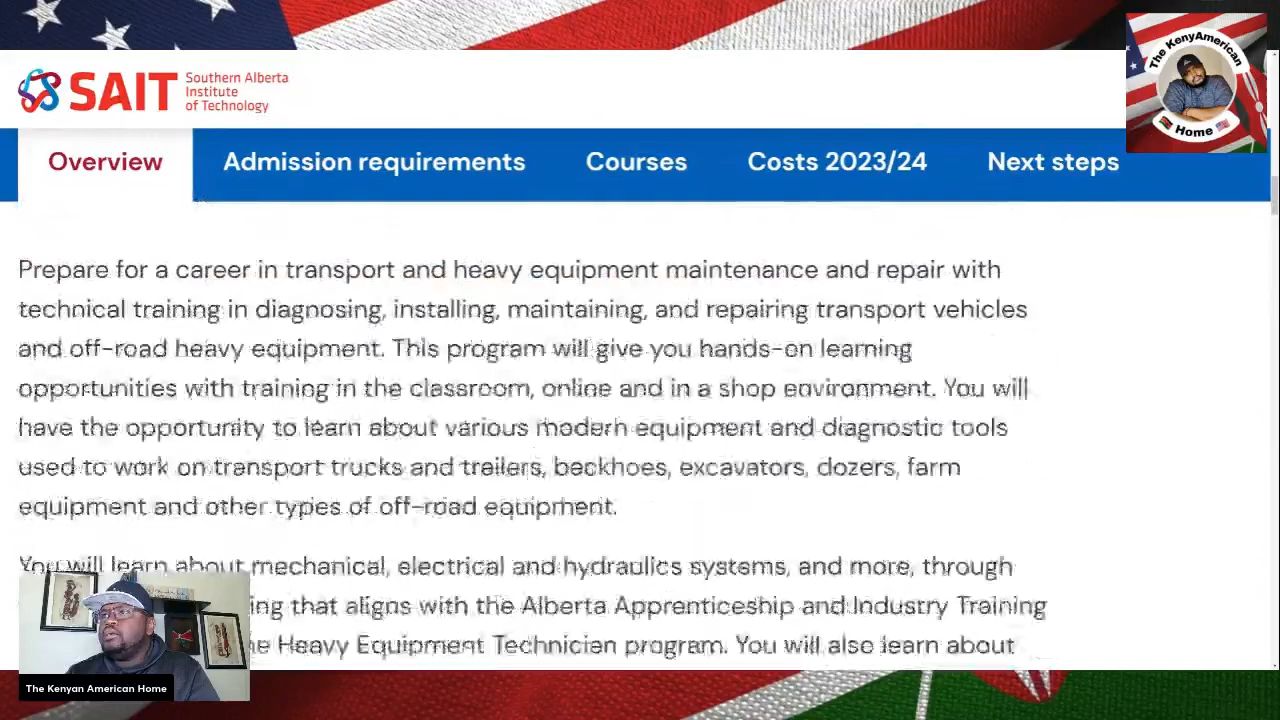 SAIT
Southern Alberta
Institute
of Technology
The KenyAmerican
Home
Overview
Admission requirements
Courses
Costs 2023/24
Next steps
Prepare for a career in transport and heavy equipment maintenance and repair with
technical training in diagnosing, installing, maintaining, and repairing transport vehicles
and off-road heavy equipment. This program will give you hands-on learning
opportunities with training in the classroom, online and in a shop environment. You will
have the opportunity to learn about various modern equipment and diagnostic tools
used to work on transport trucks and trailers, backhoes, excavators, dozers, farm
equipment and other types of off-road equipment.
You will learn about mechanical, electrical and hydraulics systems, and more, through
ing that aligns with the Alberta Apprenticeship and Industry Training
he Heavy Equipment Technician program. You will also learn about
The Kenyan American Home